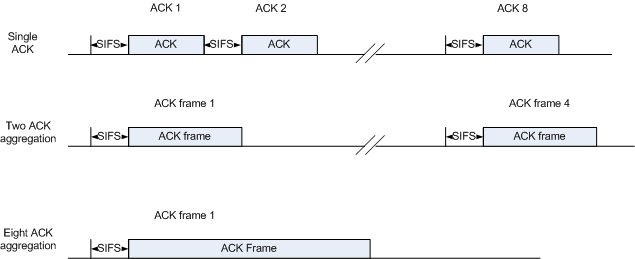 ACK 1 ACK 2 ACK 8
Single
ACK
SIFS ACK SIFS ACK SIFS ACK
ACK frame 1 ACK frame 4
Two ACK
aggregation
SIFS ACK frame SIFS ACK frame
ACK frame 1
Eight ACK
aggregation
SIFS ACK Frame